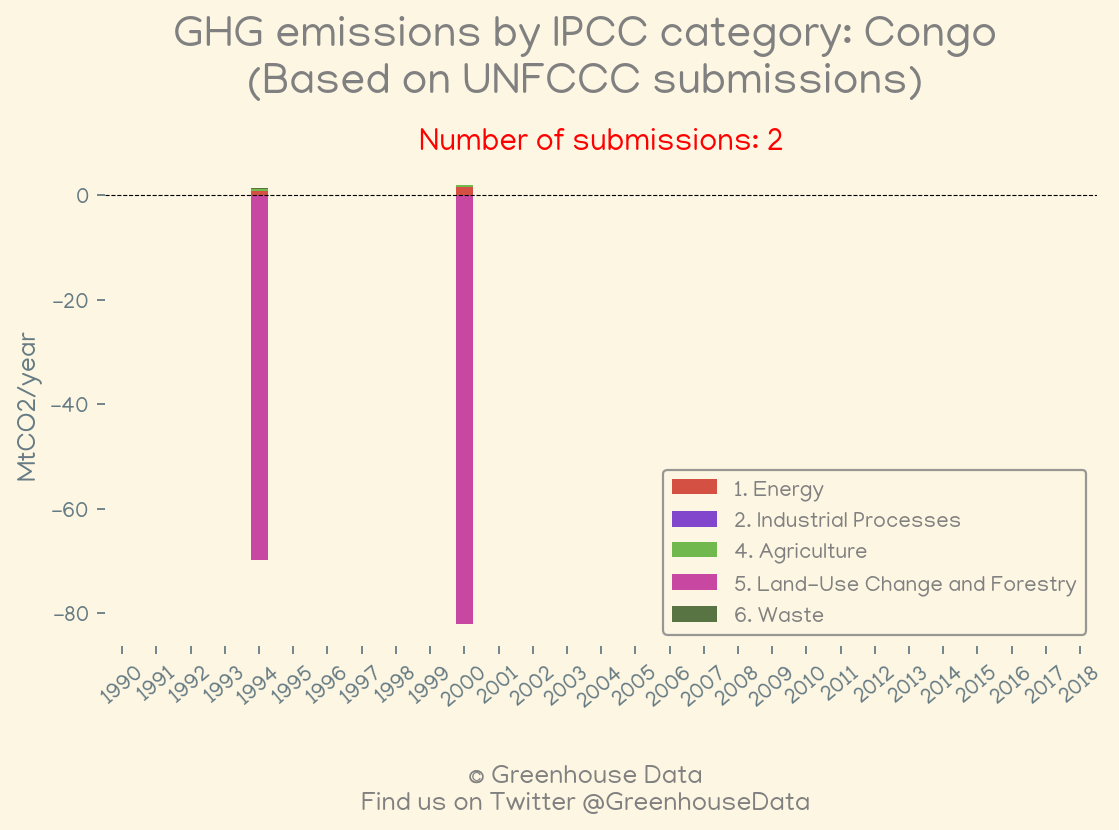 GHG emissions by IPCC category: Congo
(Based on UNFCCC submissions)
Number of submissions: 2
MtCO2/year
0
−20
−40
−60
−80
1. Energy
2. Industrial Processes
4. Agriculture
5. Land-Use Change and Forestry
6. Waste
1990 1991 1992 1993 1994 1995 1996 1997 1998 1999 2000 2001 2002 2003 2004 2005 2006 2007 2008 2009 2010 2011 2012 2013 2014 2015 2016 2017 2018
© Greenhouse Data
Find us on Twitter @GreenhouseData